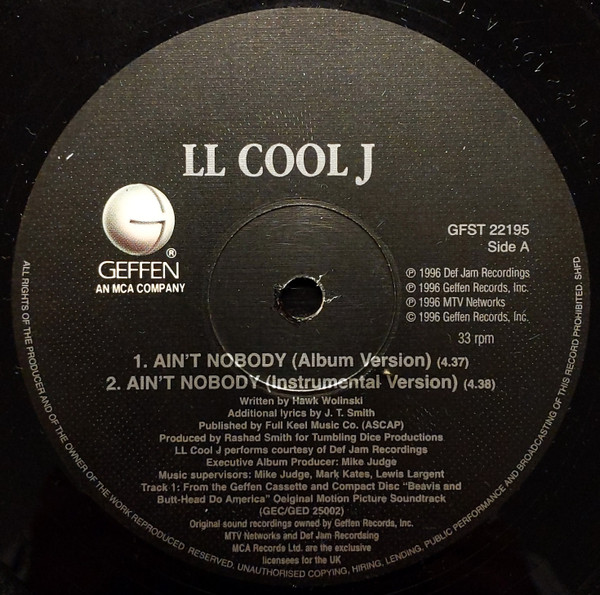 LL COOL J
GEFFEN
®
AN MCA COMPANY
GFST 22195
Side A
℗ 1996 Def Jam Recordings
℗ 1996 Geffen Records, Inc.
℗ 1996 MTV Networks
© 1996 Geffen Records, Inc.
33 rpm
1. AIN'T NOBODY (Album Version) (4.37)
2. AIN'T NOBODY (Instrumental Version) (4.38)
Written by Hawk Wolinski
Additional lyrics by J. T. Smith
Published by Full Keel Music Co. (ASCAP)
Produced by Rashad Smith for Tumbling Dice Productions
LL Cool J performs courtesy of Def Jam Recordings
Executive Album Producer: Mike Judge
Music supervisors: Mike Judge, Mark Kates, Lewis Largent
Track 1: From the Geffen Cassette and Compact Disc "Beavis and
Butt-Head Do America" Oeiginal Motion Picture Soundtrack
(GEC/GED 25002)
Original sound recordings owned by Geffen Records, Inc.
MTV Networks and Def Jam Recordsing
MCA Records Ltd. are the exclusive
licensees for the UK
ALL RIGHTS OF THE PRODUCER AND OF THE OWNER OF THE WORK REPRODUCED RESERVED, UNAUTHORISED COPYING, HIRING, LENDING, PUBLIC PERFORMANCE AND BROADCASTING OF THIS RECORD PROHIBITED. SHFD